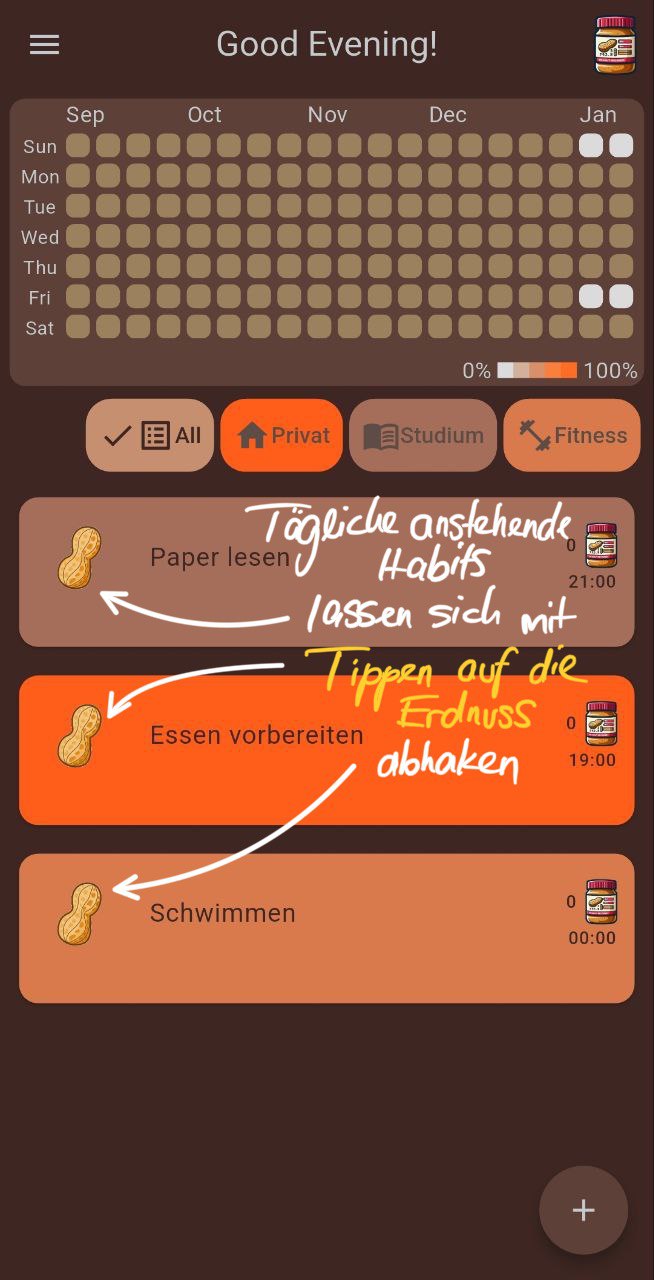 Good Evening!
Sep Oct Nov Dec Jan
Sun
Mon
Tue
Wed
Thu
Fri
Sat
0% 100%
All Privat Studium Fitness
Tägliche anstehende
Habits
lassen sich mit
Tippen auf die
Erdnuss
abhaken
Paper lesen
0
21:00
Essen vorbereiten
0
19:00
Schwimmen
0
00:00
+